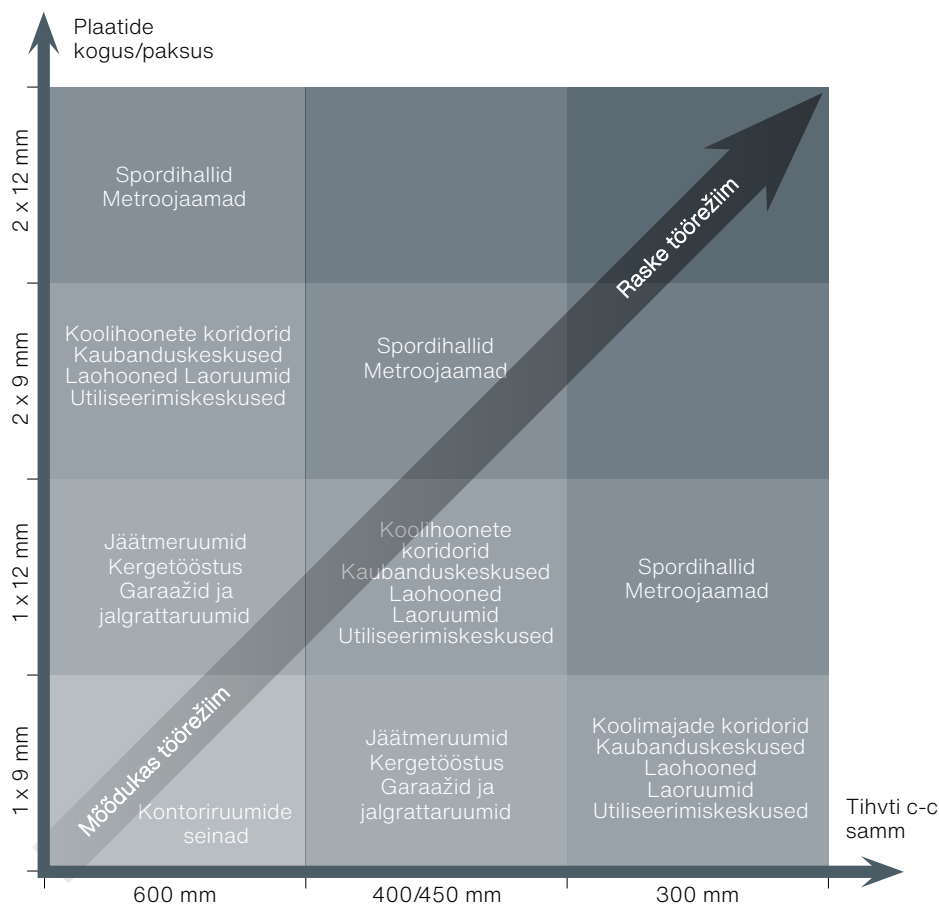 Plaatide
kogus/paksus
2 x 12 mm
Spordihallid
Metroojaamad
Raske töörežiim
2 x 9 mm
Koolihoonete koridorid
Kaubanduskeskused
Laohooned Laoruumid
Utiliseerimiskeskused
Spordihallid
Metroojaamad
1 x 12 mm
Jäätmeruumid
Kergetööstus
Garaažid ja
jalgrattaruumid
Koolihoonete
koridorid
Kaubanduskeskused
Laohooned
Laoruumid
Utiliseerimiskeskused
Spordihallid
Metroojaamad
1 x 9 mm
Mõõdukas töörežiim
Kontoriruumide
seinad
Jäätmeruumid
Kergetööstus
Garaažid ja
jalgrattaruumid
Koolimajade koridorid
Kaubanduskeskused
Laohooned
Laoruumid
Utiliseerimiskeskused
Tihvti c-c
samm
600 mm
400/450 mm
300 mm